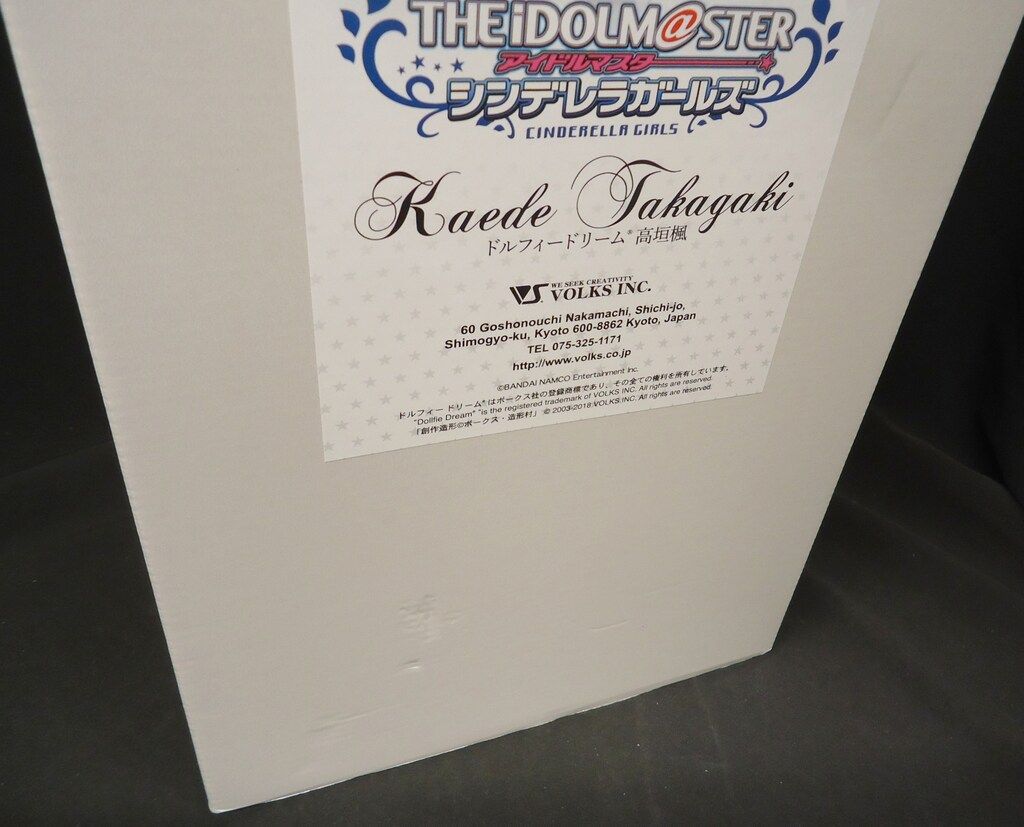 THE iDOLM@STER
アイドルマスター
シンデレラガールズ
CINDERELLA GIRLS
Kaede Takagaki
ドルフィードリーム® 高垣楓
VS WE SEEK CREATIVITY
VOLKS INC.
60 Goshonouchi Nakamachi, Shichi-jo,
Shimogyo-ku, Kyoto 600-8862 Kyoto, Japan
TEL 075-325-1171
http://www.volks.co.jp
©BANDAI NAMCO Entertainment Inc.
ドルフィードリーム®はボークス社の登録商標であり、その全ての権利を所有しています。
"Dollfie Dream" "is the registered trademark of VOLKS INC. All rights are reserved.
「創作造形©ボークス・造形村」 © 2003-2018 VOLKS INC. All rights are reserved.